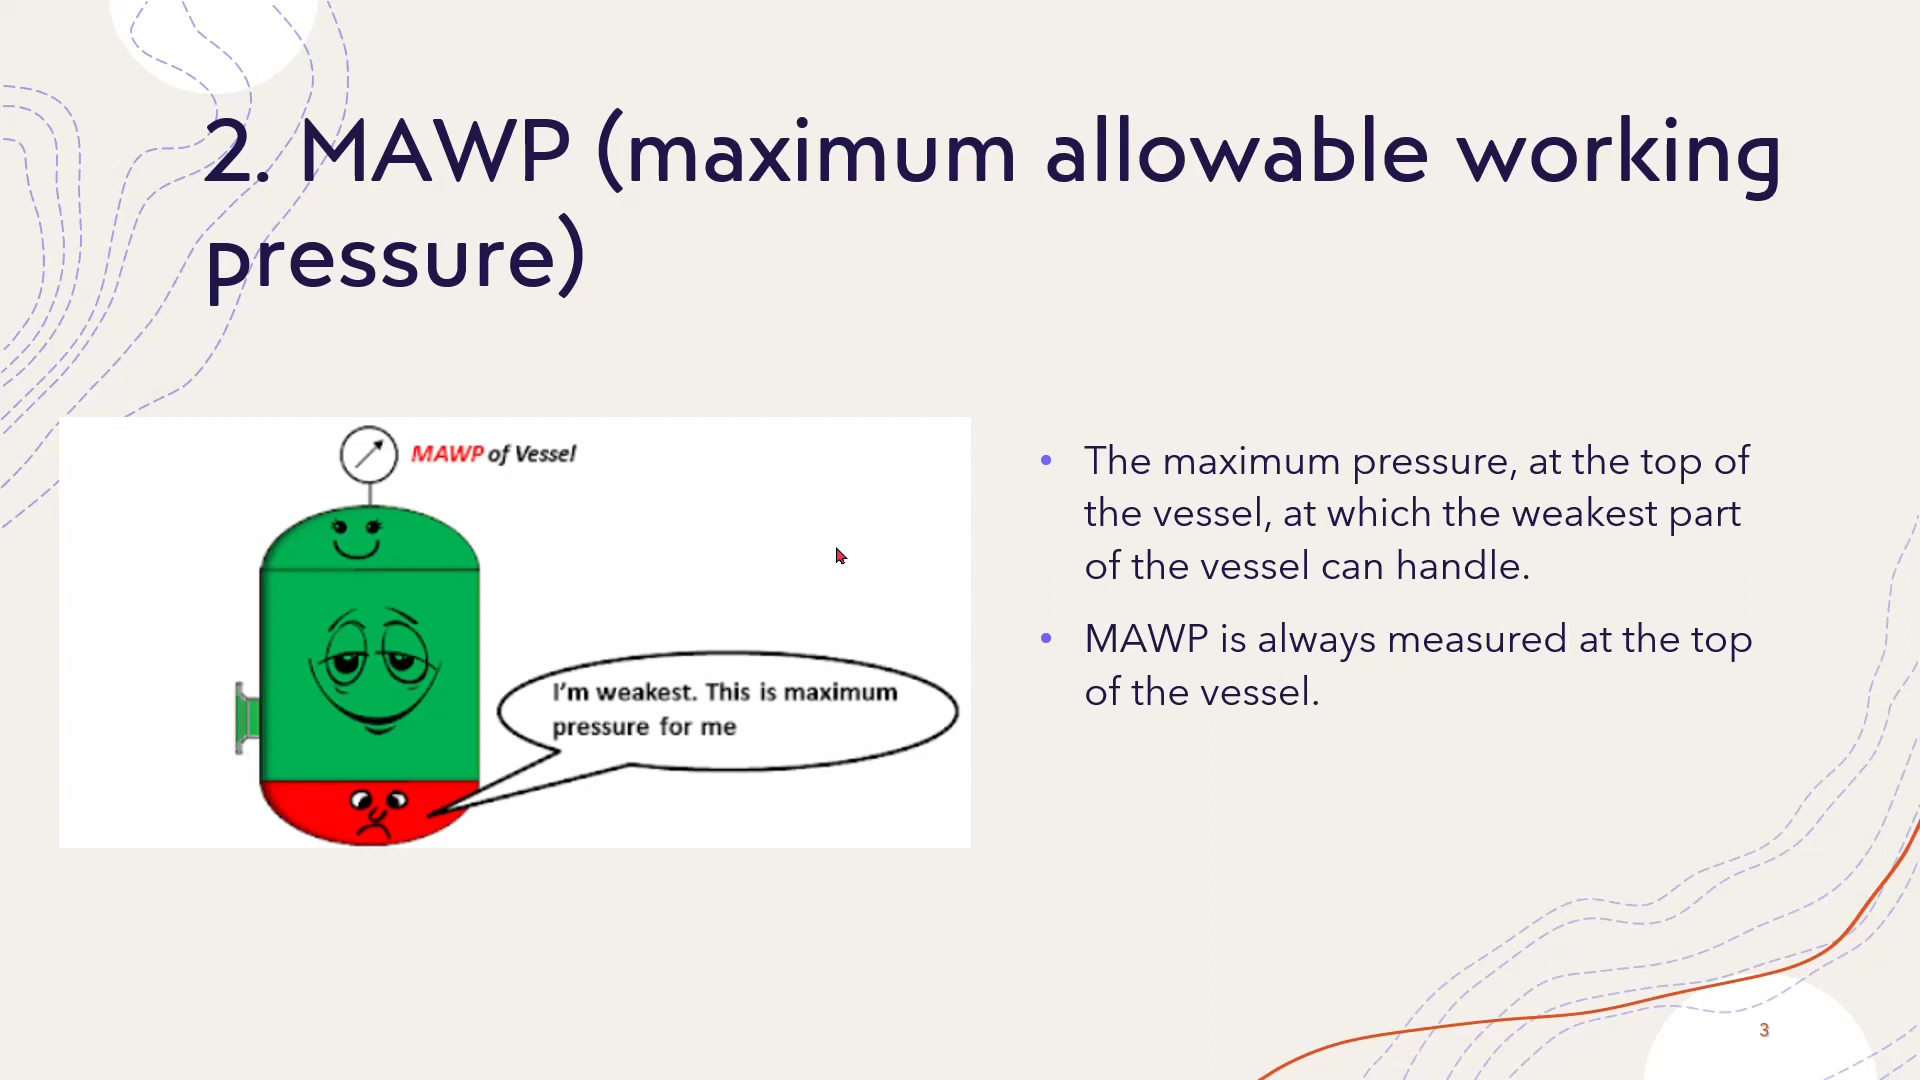 2. MAWP (maximum allowable working
pressure)
MAWP of Vessel
I'm weakest. This is maximum
pressure for me
• The maximum pressure, at the top of
the vessel, at which the weakest part
of the vessel can handle.
• MAWP is always measured at the top
of the vessel.
3